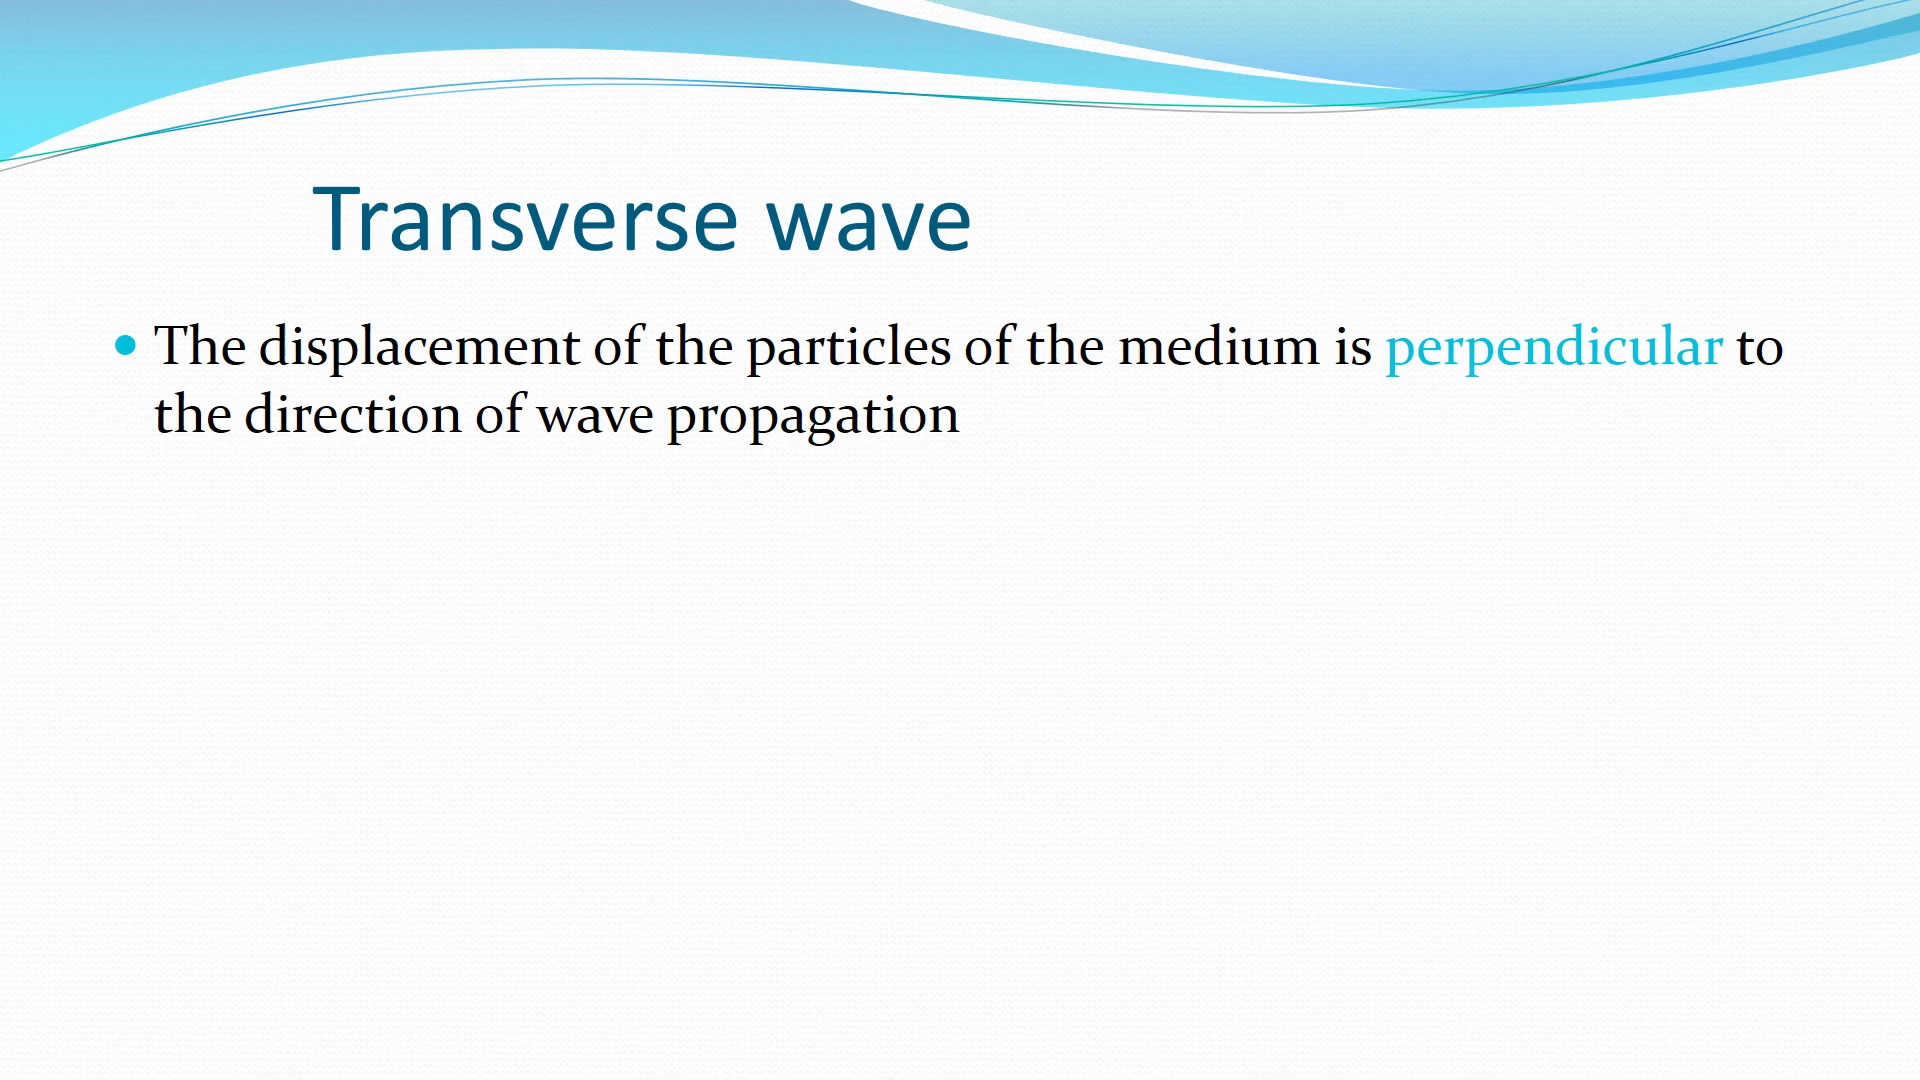 Transverse wave
The displacement of the particles of the medium is perpendicular to
the direction of wave propagation